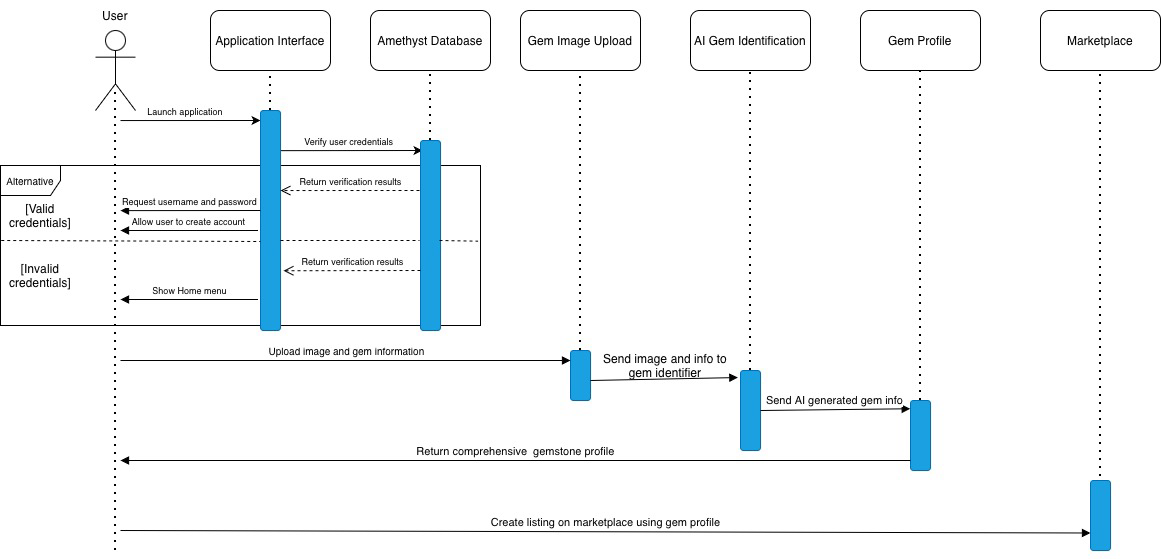 User
Application Interface
Amethyst Database
Gem Image Upload
AI Gem Identification
Gem Profile
Marketplace
Launch application
Verify user credentials
Alternative
Return verification results
[Valid
credentials]
Request username and password
Allow user to create account
[Invalid
credentials]
Return verification results
Show Home menu
Upload image and gem information
Send image and info to
gem identifier
Send AI generated gem info
Return comprehensive gemstone profile
Create listing on marketplace using gem profile